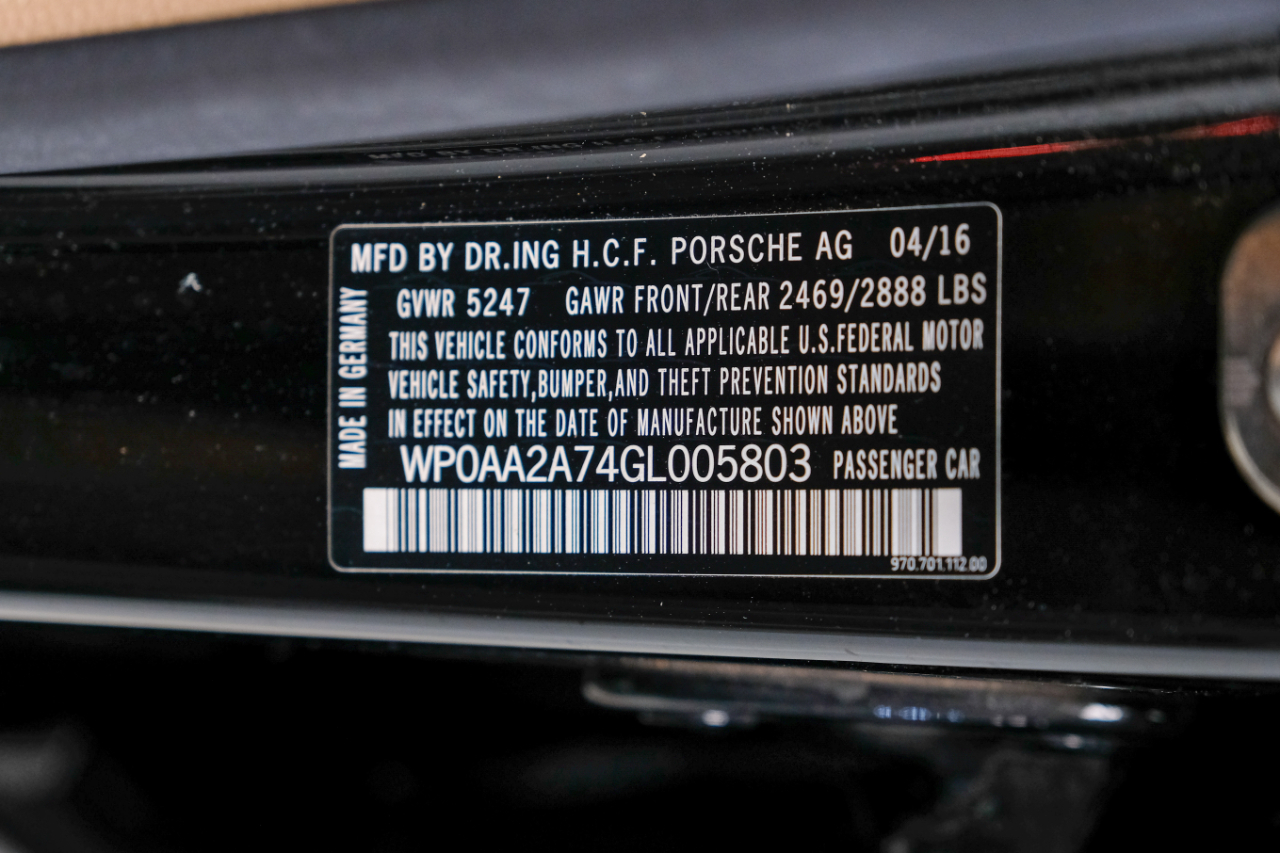 MFD BY DR.ING H.C.F. PORSCHE AG 04/16
GVWR 5247 GAWR FRONT/REAR 2469/2888 LBS
THIS VEHICLE CONFORMS TO ALL APPLICABLE U.S.FEDERAL MOTOR
VEHICLE SAFETY,BUMPER,AND THEFT PREVENTION STANDARDS
IN EFFECT ON THE DATE OF MANUFACTURE SHOWN ABOVE
WP0AA2A74GL005803 PASSENGER CAR
970.701.112.00
MADE IN GERMANY